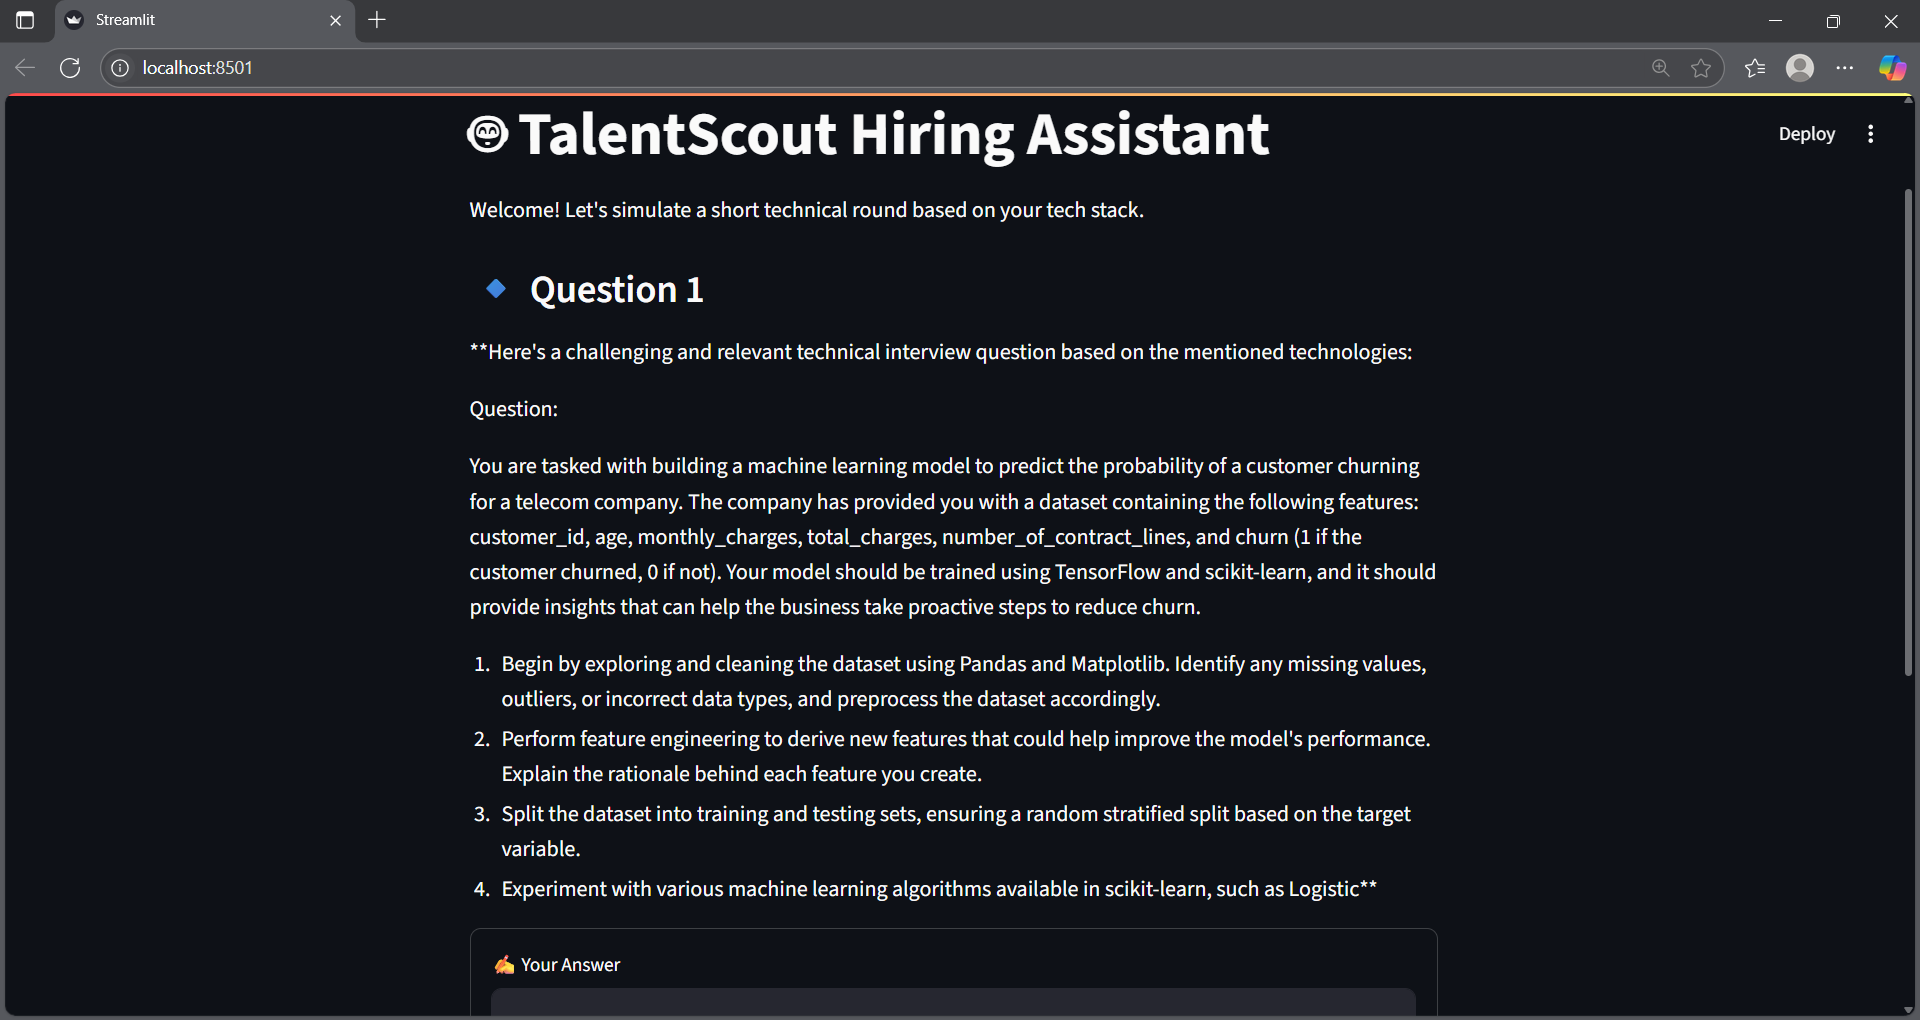 Streamlit
localhost:8501
TalentScout Hiring Assistant
Deploy
Welcome! Let's simulate a short technical round based on your tech stack.
Question 1
**Here's a challenging and relevant technical interview question based on the mentioned technologies:
Question:
You are tasked with building a machine learning model to predict the probability of a customer churning
for a telecom company. The company has provided you with a dataset containing the following features:
customer_id, age, monthly_charges, total_charges, number_of_contract_lines, and churn (1 if the
customer churned, 0 if not). Your model should be trained using TensorFlow and scikit-learn, and it should
provide insights that can help the business take proactive steps to reduce churn.
1. Begin by exploring and cleaning the dataset using Pandas and Matplotlib. Identify any missing values,
outliers, or incorrect data types, and preprocess the dataset accordingly.
2. Perform feature engineering to derive new features that could help improve the model's performance.
Explain the rationale behind each feature you create.
3. Split the dataset into training and testing sets, ensuring a random stratified split based on the target
variable.
4. Experiment with various machine learning algorithms available in scikit-learn, such as Logistic**
✍️ Your Answer